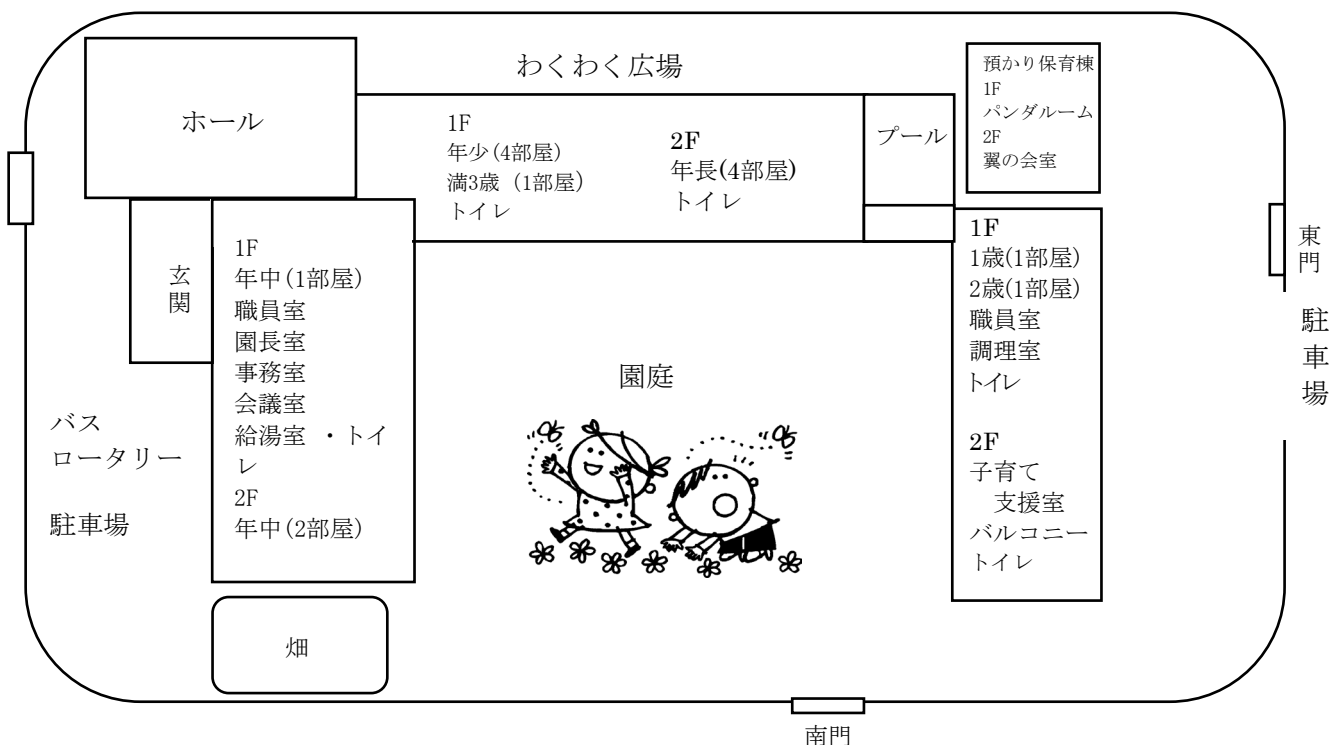 わくわく広場
ホール
1F
年少(4部屋)
満3歳 (1部屋)
トイレ
2F
年長(4部屋)
トイレ
プール
預かり保育棟
1F
パンダルーム
2F
翼の会室
玄関
1F
年中(1部屋)
職員室
園長室
事務室
会議室
給湯室 ・トイ
レ
2F
年中(2部屋)
園庭
1F
1歳(1部屋)
2歳(1部屋)
職員室
調理室
トイレ
2F
子育て
支援室
バルコニー
トイレ
東門
駐車場
バス
ロータリー
駐車場
畑
南門